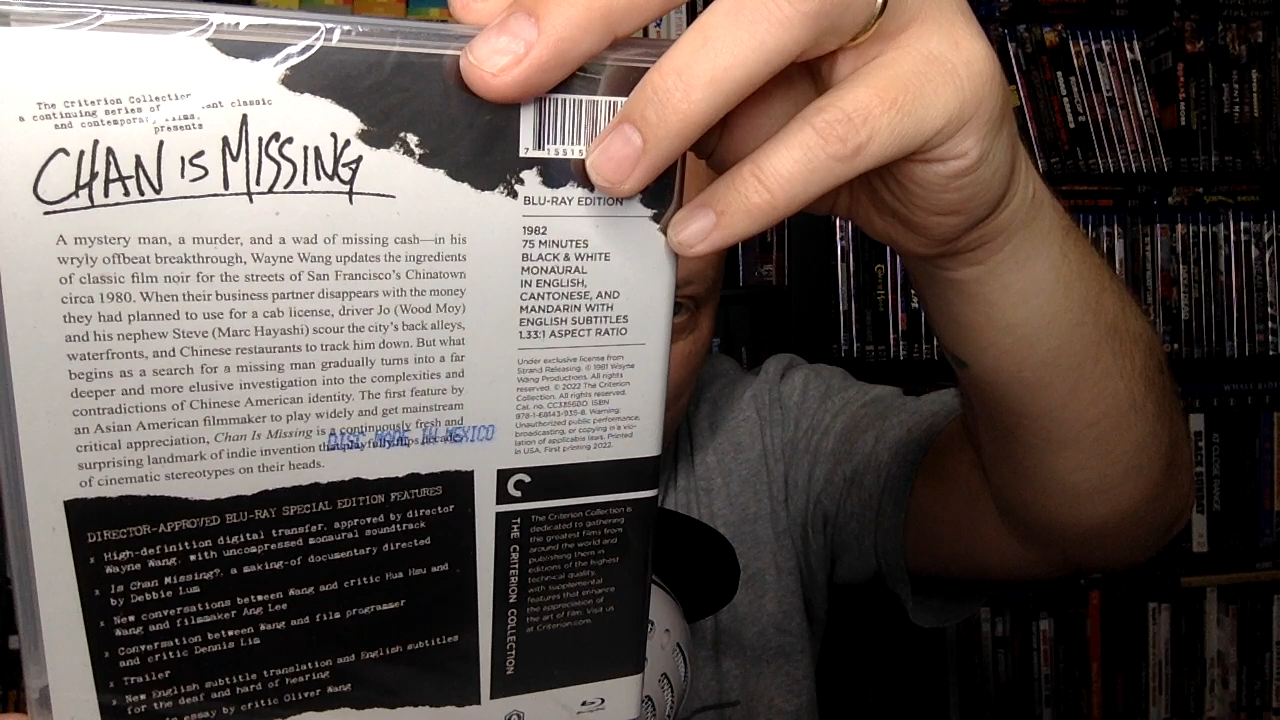 The Criterion Collection
a continuing series of ant classic
and contemporary films,
presents
CHAN IS MISSING
A mystery man, a murder, and a wad of missing cash—in his
wryly offbeat breakthrough, Wayne Wang updates the ingredients
of classic film noir for the streets of San Francisco's Chinatown
circa 1980. When their business partner disappears with the money
they had planned to use for a cab license, driver Jo (Wood Moy)
and his nephew Steve (Marc Hayashi) scour the city's back alleys,
waterfronts, and Chinese restaurants to track him down. But what
begins as a search for a missing man gradually turns into a far
deeper and more elusive investigation into the complexities and
contradictions of Chinese American identity. The first feature by
an Asian American filmmaker to play widely and get mainstream
critical appreciation, Chan Is Missing is a continuously fresh and
surprising landmark of indie invention that playfully flips decades
of cinematic stereotypes on their heads.
DISC MADE IN MEXICO
DIRECTOR-APPROVED BLU-RAY SPECIAL EDITION FEATURES
x High-definition digital transfer, approved by director
Wayne Wang, with uncompressed monaural soundtrack
x Is Chan Missing?, a making-of documentary directed
by Debbie Lum
x New conversations between Wang and critic Hua Hsu and
Wang and filmmaker Ang Lee
x Conversation between Wang and film programmer
and critic Dennis Lim
x Trailer
x New English subtitle translation and English subtitles
for the deaf and hard of hearing
essay by critic Oliver Wang
7 15515
BLU-RAY EDITION
1982
75 MINUTES
BLACK & WHITE
MONAURAL
IN ENGLISH,
CANTONESE, AND
MANDARIN WITH
ENGLISH SUBTITLES
1.33:1 ASPECT RATIO
Under exclusive license from
Strand Releasing. © 1981 Wayne
Wang Productions. All rights
reserved. © 2022 The Criterion
Collection. All rights reserved.
Cat. no. CC3356BD. ISBN
978-1-68143-935-8. Warning:
Unauthorized public performance,
broadcasting, or copying is a vio-
lation of applicable laws. Printed
in USA. First printing 2022.
THE CRITERION COLLECTION
The Criterion Collection is
dedicated to gathering
the greatest films from
around the world and
publishing them in
editions of the highest
technical quality,
with supplemental
features that enhance
the appreciation of
the art of film. Visit us
at Criterion.com
AT CLOSE RANGE